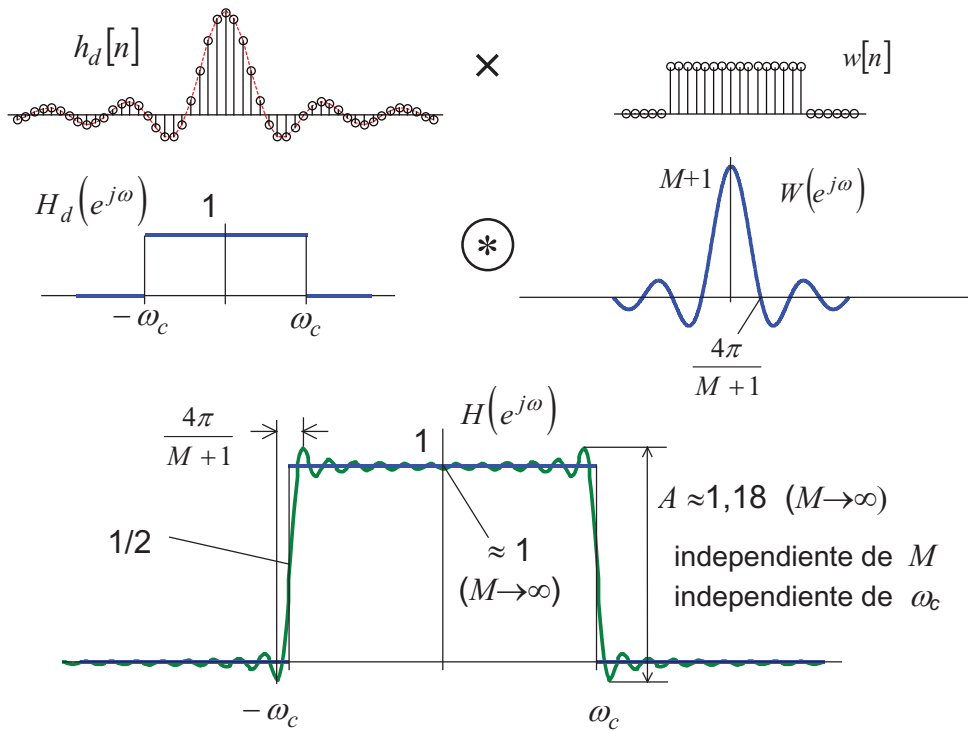 h_d[n]
×
w[n]
H_d(e^{jω})
1
−ω_c
ω_c
*
M+1
W(e^{jω})
4π
M+1
4π
M+1
1
H(e^{jω})
1/2
≈ 1
(M→∞)
A ≈1,18 (M→∞)
independiente de M
independiente de ω_c
−ω_c
ω_c